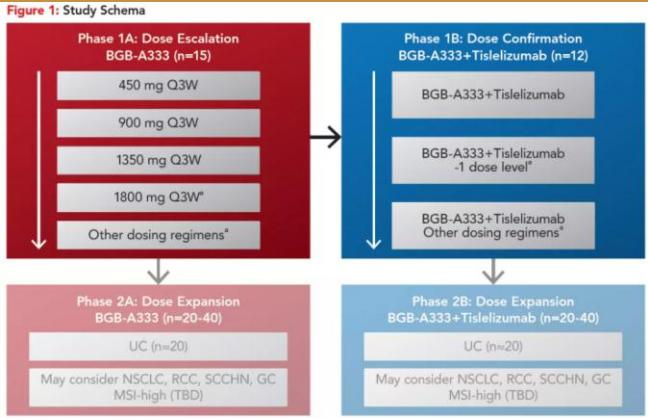 Figure 1: Study Schema
Phase 1A: Dose Escalation
BGB-A333 (n=15)
450 mg Q3W
900 mg Q3W
1350 mg Q3W
1800 mg Q3Wª
Other dosing regimensª
Phase 1B: Dose Confirmation
BGB-A333+Tislelizumab (n=12)
BGB-A333+Tislelizumab
BGB-A333+Tislelizumab
-1 dose levelª
BGB-A333+Tislelizumab
Other dosing regimensª
Phase 2A: Dose Expansion
BGB-A333 (n=20-40)
UC (n=20)
May consider NSCLC, RCC, SCCHN, GC
MSI-high (TBD)
Phase 2B: Dose Expansion
BGB-A333+Tislelizumab (n=20-40)
UC (n=20)
May consider NSCLC, RCC, SCCHN, GC
MSI-high (TBD)